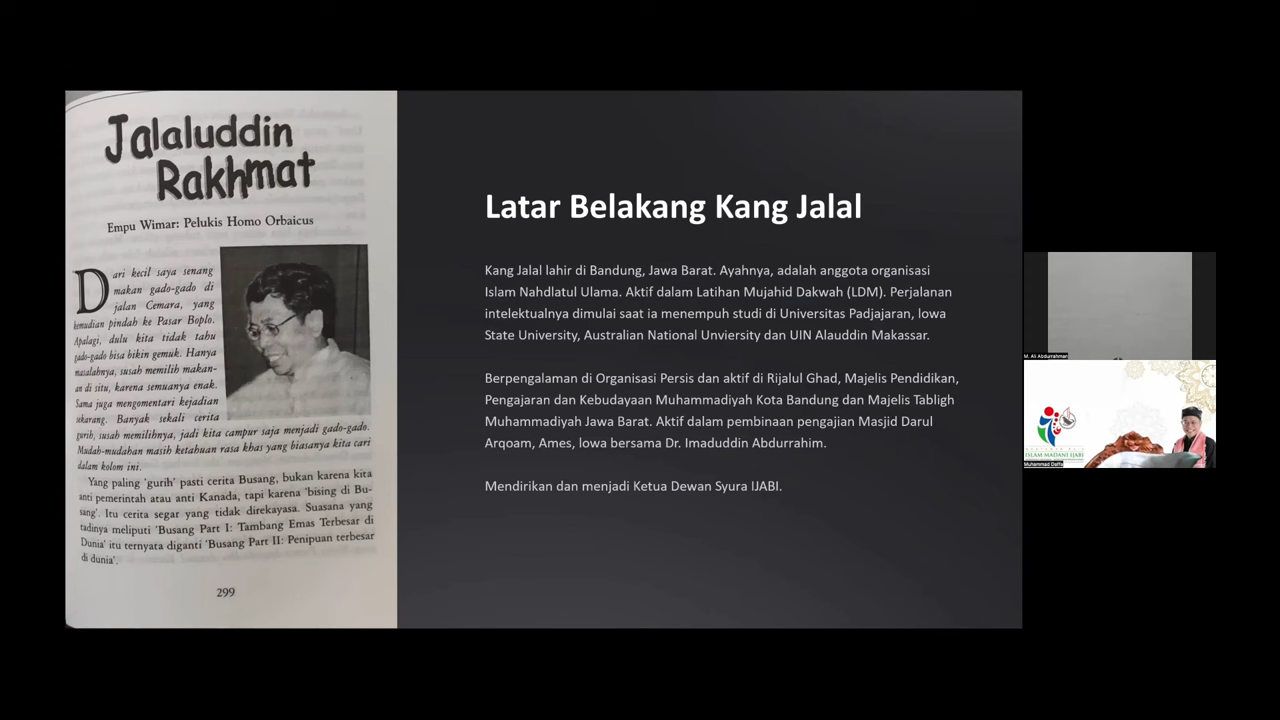 Jalaluddin
Rakhmat
Empu Wimar: Pelukis Homo Orbaicus
Dari kecil saya senang
makan gado-gado di
jalan Cemara, yang
kemudian pindah ke Pasar Boplo.
Apalagi, dulu kita tidak tahu
gado-gado bisa bikin gemuk. Hanya
masalahnya, susah memilih makan-
an di situ, karena semuanya enak.
Sama juga mengomentari kejadian
sekarang. Banyak sekali cerita
gurih, susah memilihnya, jadi kita campur saja menjadi gado-gado.
Mudah-mudahan masih ketahuan rasa khas yang biasanya kita cari
dalam kolom ini.
Yang paling 'gurih' pasti cerita Busang, bukan karena kita
anti pemerintah atau anti Kanada, tapi karena 'bising di Bu-
sang'. Itu cerita segar yang tidak direkayasa. Suasana yang
tadinya meliputi 'Busang Part I: Tambang Emas Terbesar di
Dunia' itu ternyata diganti 'Busang Part II: Penipuan terbesar
di dunia'.
299
Latar Belakang Kang Jalal
Kang Jalal lahir di Bandung, Jawa Barat. Ayahnya, adalah anggota organisasi
Islam Nahdlatul Ulama. Aktif dalam Latihan Mujahid Dakwah (LDM). Perjalanan
intelektualnya dimulai saat ia menempuh studi di Universitas Padjajaran, lowa
State University, Australian National Unviersity dan UIN Alauddin Makassar.
Berpengalaman di Organisasi Persis dan aktif di Rijalul Ghad, Majelis Pendidikan,
Pengajaran dan Kebudayaan Muhammadiyah Kota Bandung dan Majelis Tabligh
Muhammadiyah Jawa Barat. Aktif dalam pembinaan pengajian Masjid Darul
Arqoam, Ames, lowa bersama Dr. Imaduddin Abdurrahim.
Mendirikan dan menjadi Ketua Dewan Syura IJABI.
M. Ali Abdurrahman
ISLAM MADANI IJABI
Muhammad Daffa